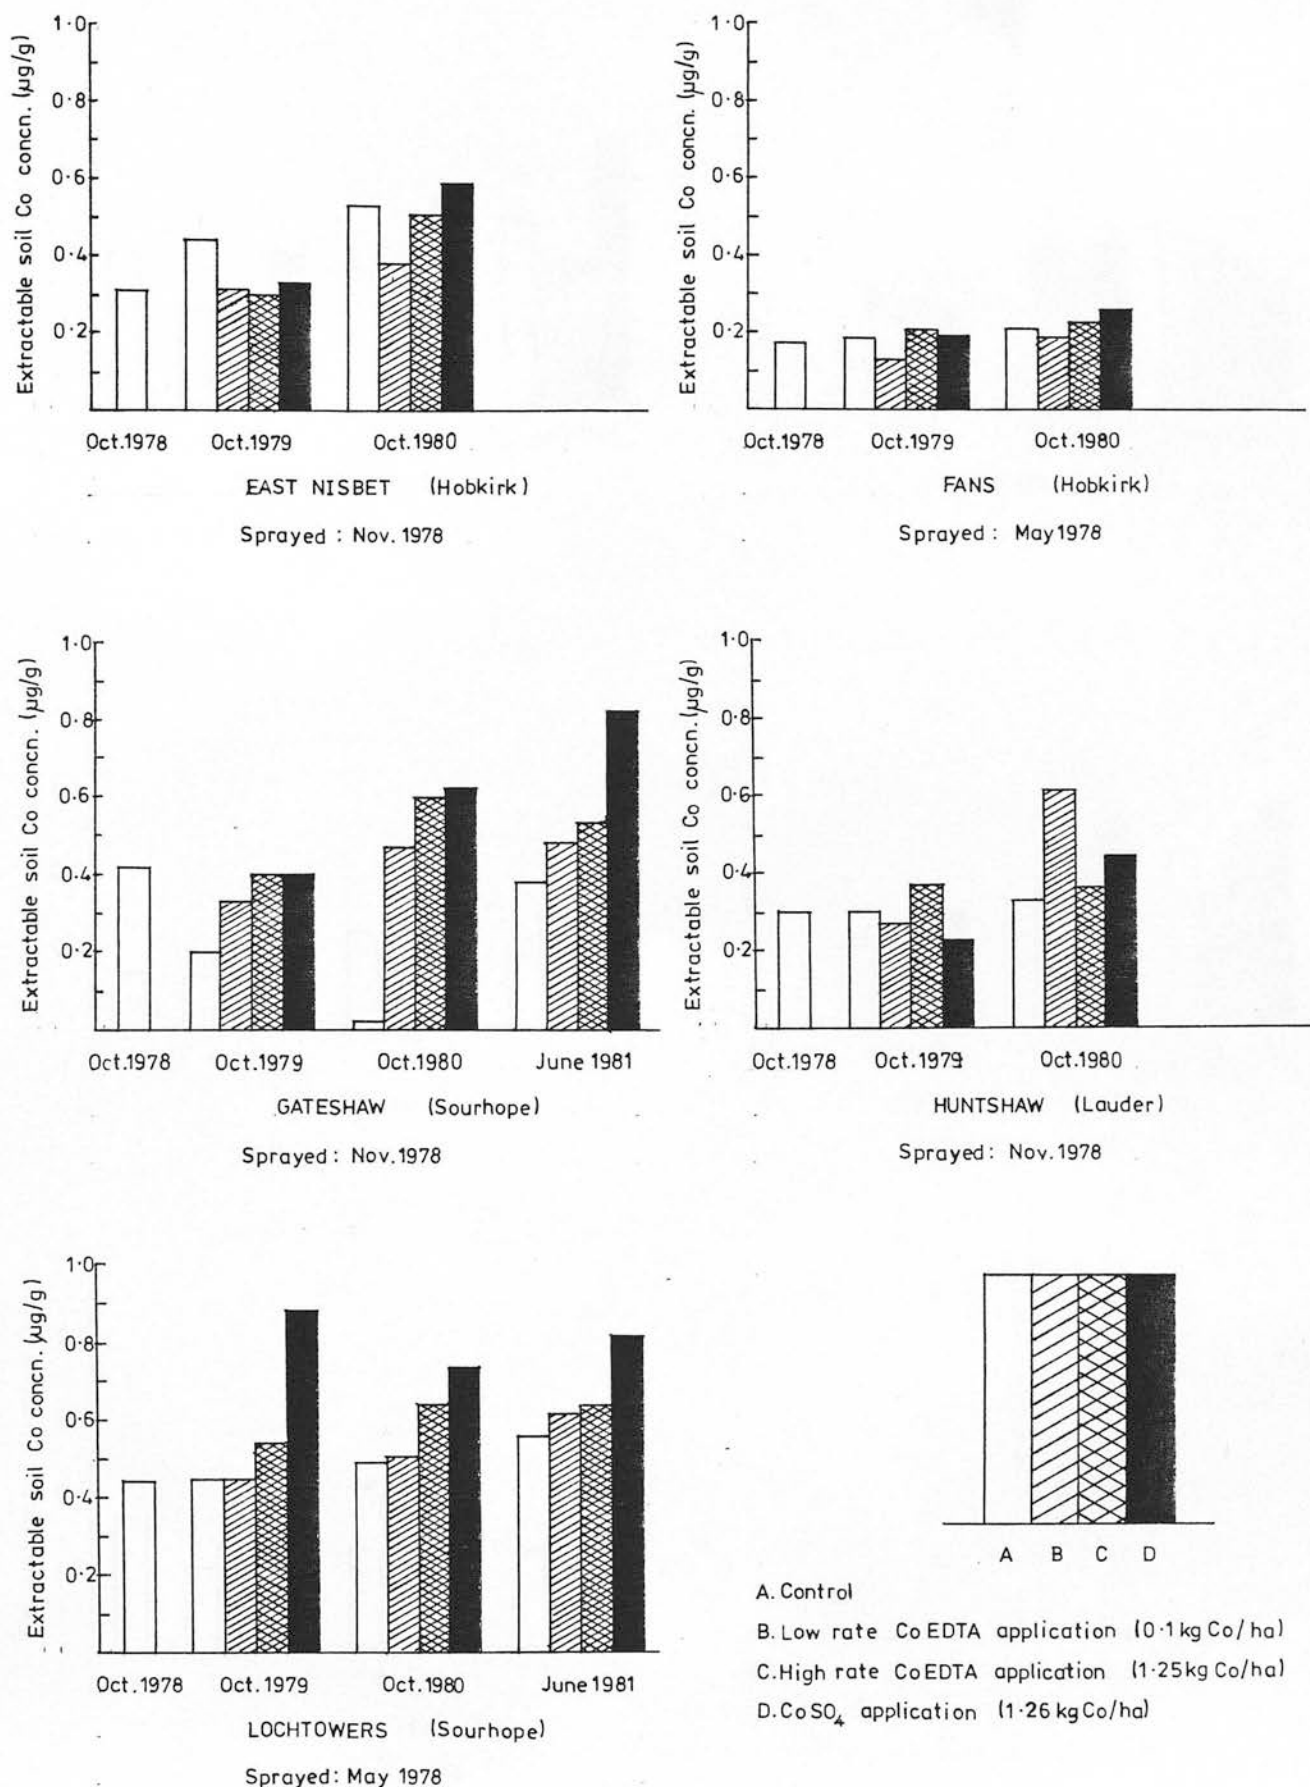 Extractable soil Co concn. (µg/g)
1·0
0·8
0·6
0·4
0·2
Oct.1978 Oct.1979 Oct.1980
EAST NISBET (Hobkirk)
Sprayed : Nov. 1978
Extractable soil Co concn. (µg/g)
1·0
0·8
0·6
0·4
0·2
Oct.1978 Oct.1979 Oct.1980
FANS (Hobkirk)
Sprayed : May 1978
Extractable soil Co concn. (µg/g)
1·0
0·8
0·6
0·4
0·2
Oct.1978 Oct.1979 Oct.1980 June 1981
GATESHAW (Sourhope)
Sprayed : Nov. 1978
Extractable soil Co concn. (µg/g)
1·0
0·8
0·6
0·4
0·2
Oct.1978 Oct.1979 Oct.1980
HUNTSHAW (Lauder)
Sprayed : Nov. 1978
Extractable soil Co concn. (µg/g)
1·0
0·8
0·6
0·4
0·2
Oct.1978 Oct.1979 Oct.1980 June 1981
LOCHTOWERS (Sourhope)
Sprayed: May 1978
A B C D
A. Control
B. Low rate CoEDTA application (0·1 kg Co/ha)
C. High rate CoEDTA application (1·25 kg Co/ha)
D. CoSO₄ application (1·26 kg Co/ha)